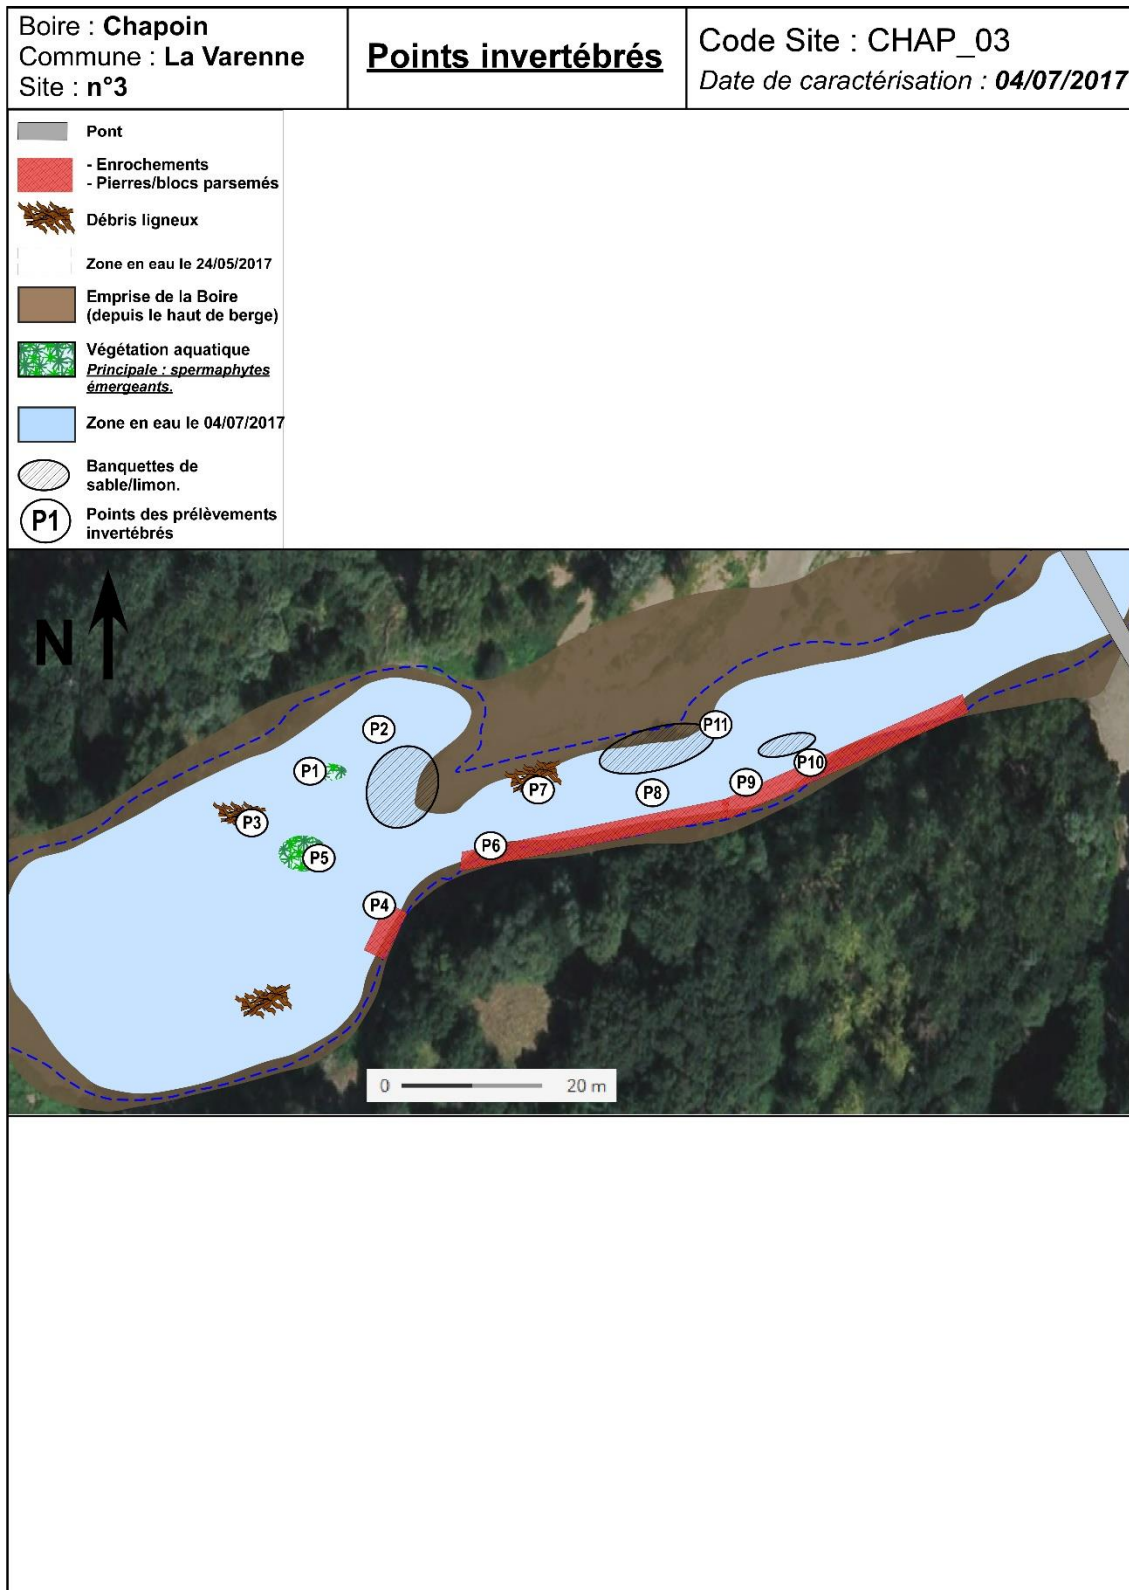 Boire : Chapoin
Commune : La Varenne
Site : n°3
Points invertébrés
Code Site : CHAP_03
Date de caractérisation : 04/07/2017
Pont
- Enrochements
- Pierres/blocs parsemés
Débris ligneux
Zone en eau le 24/05/2017
Emprise de la Boire
(depuis le haut de berge)
Végétation aquatique
Principale : spermaphytes
émergeants.
Zone en eau le 04/07/2017
Banquettes de
sable/limon.
P1
Points des prélèvements
invertébrés
N
P2
P11
P1
P10
P9
P7
P8
P3
P6
P5
P4
0 20 m